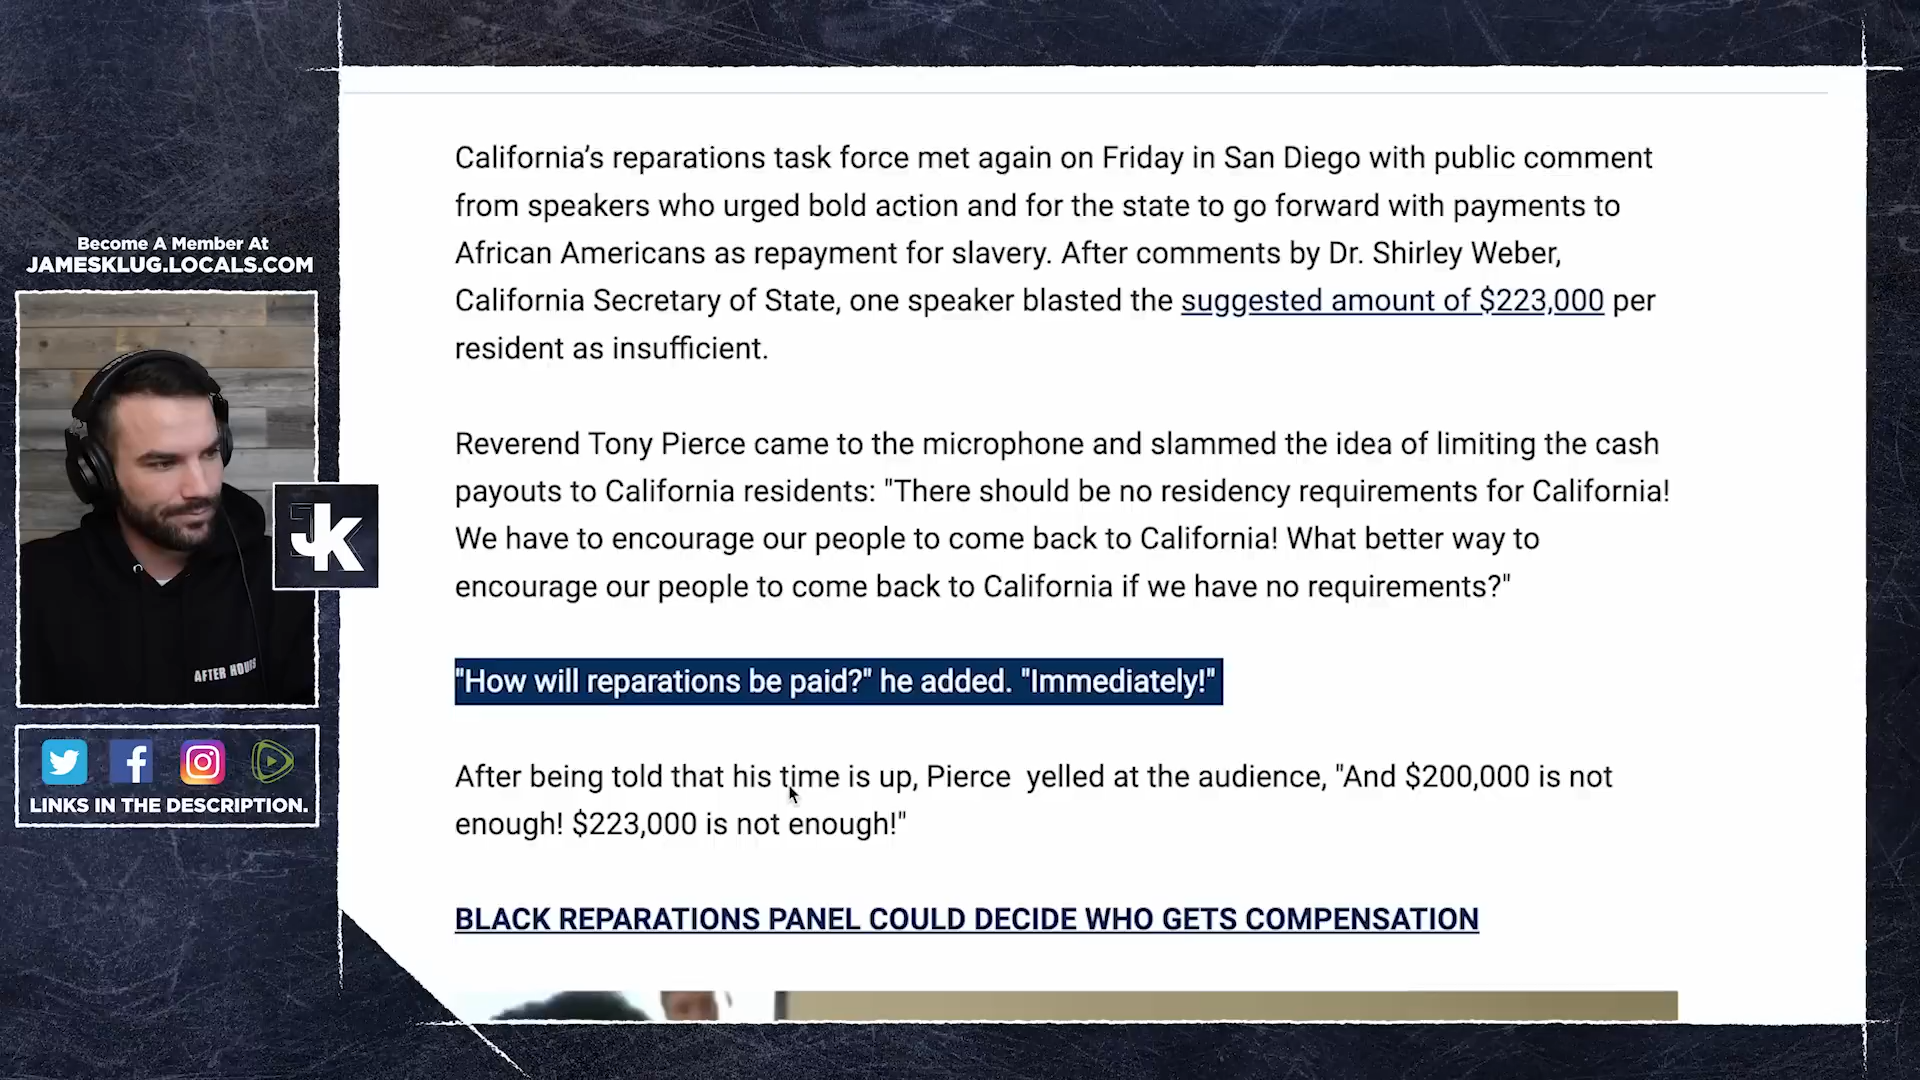 Become A Member At
JAMESKLUG.LOCALS.COM
AFTER HOURS
JK
LINKS IN THE DESCRIPTION.
California’s reparations task force met again on Friday in San Diego with public comment
from speakers who urged bold action and for the state to go forward with payments to
African Americans as repayment for slavery. After comments by Dr. Shirley Weber,
California Secretary of State, one speaker blasted the suggested amount of $223,000 per
resident as insufficient.
Reverend Tony Pierce came to the microphone and slammed the idea of limiting the cash
payouts to California residents: "There should be no residency requirements for California!
We have to encourage our people to come back to California! What better way to
encourage our people to come back to California if we have no requirements?"
"How will reparations be paid?" he added. "Immediately!"
After being told that his time is up, Pierce  yelled at the audience, "And $200,000 is not
enough! $223,000 is not enough!"
BLACK REPARATIONS PANEL COULD DECIDE WHO GETS COMPENSATION